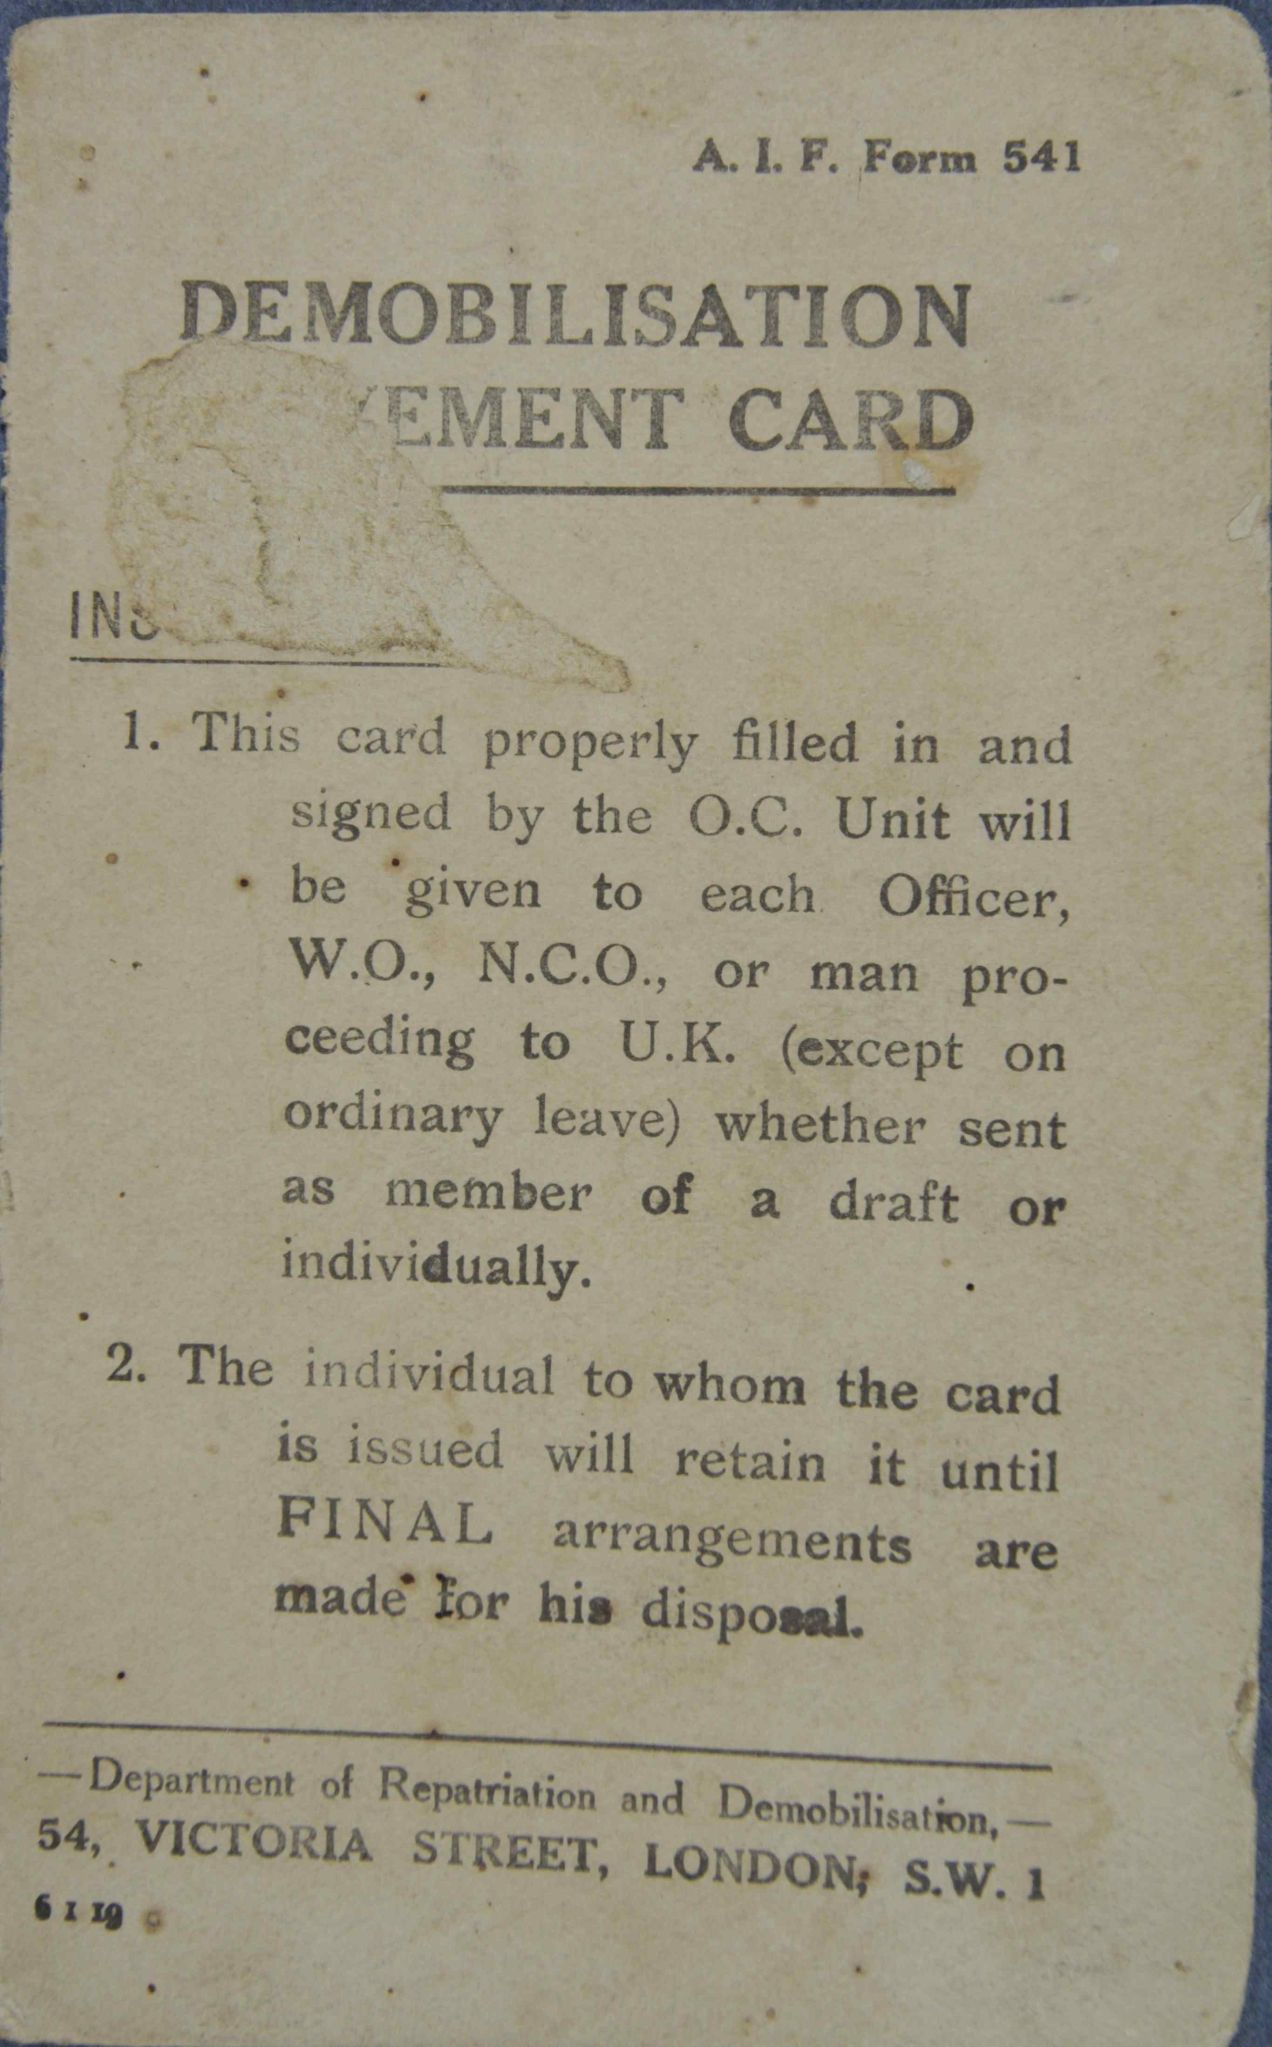 A. I. F. Form 541
DEMOBILISATION
EMENT CARD
INS
1. This card properly filled in and
signed by the O.C. Unit will
be given to each Officer,
W.O., N.C.O., or man pro-
ceeding to U.K. (except on
ordinary leave) whether sent
as member of a draft or
individually.
2. The individual to whom the card
is issued will retain it until
FINAL arrangements are
made for his disposal.
—Department of Repatriation and Demobilisation,—
54, VICTORIA STREET, LONDON, S.W. 1
6 1 19